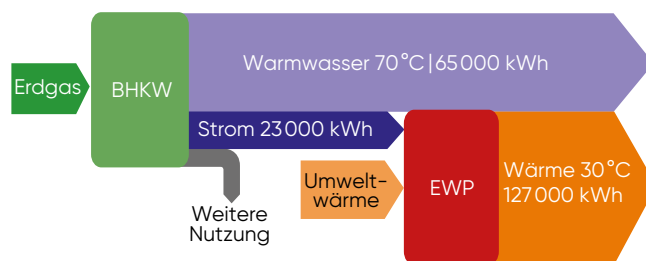 Warmwasser 70 °C | 65 000 kWh
Erdgas
BHKW
Strom 23 000 kWh
Umwelt-
wärme
EWP
Wärme 30 °C
127 000 kWh
Weitere
Nutzung